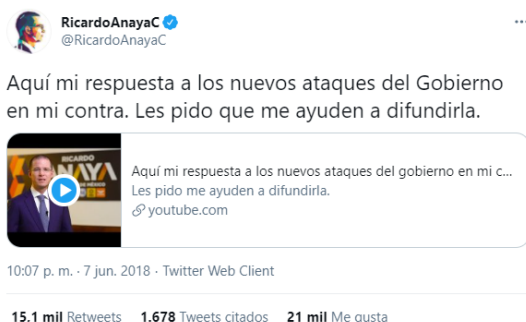 RicardoAnayaC
@RicardoAnayaC
Aquí mi respuesta a los nuevos ataques del Gobierno
en mi contra. Les pido que me ayuden a difundirla.
RICARDO
ANAYA
DE MÉXICO
Aquí mi respuesta a los nuevos ataques del gobierno en mi c...
Les pido me ayuden a difundirla.
youtube.com
10:07 p. m. · 7 jun. 2018 · Twitter Web Client
15.1 mil Retweets 1,678 Tweets citados 21 mil Me gusta